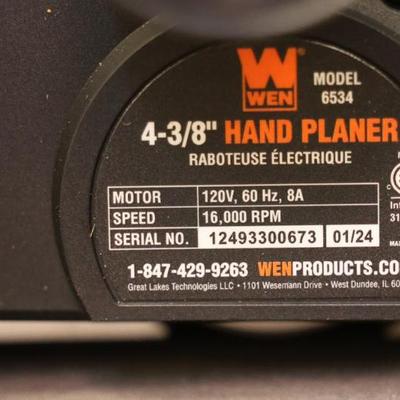 WEN
MODEL
6534
4-3/8" HAND PLANER
RABOTEUSE ÉLECTRIQUE
MOTOR 120V, 60 Hz, 8A
SPEED 16,000 RPM
SERIAL NO. 12493300673 01/24
1-847-429-9263 WENPRODUCTS.CO
Great Lakes Technologies LLC • 1101 Wesemann Drive • West Dundee, IL 60